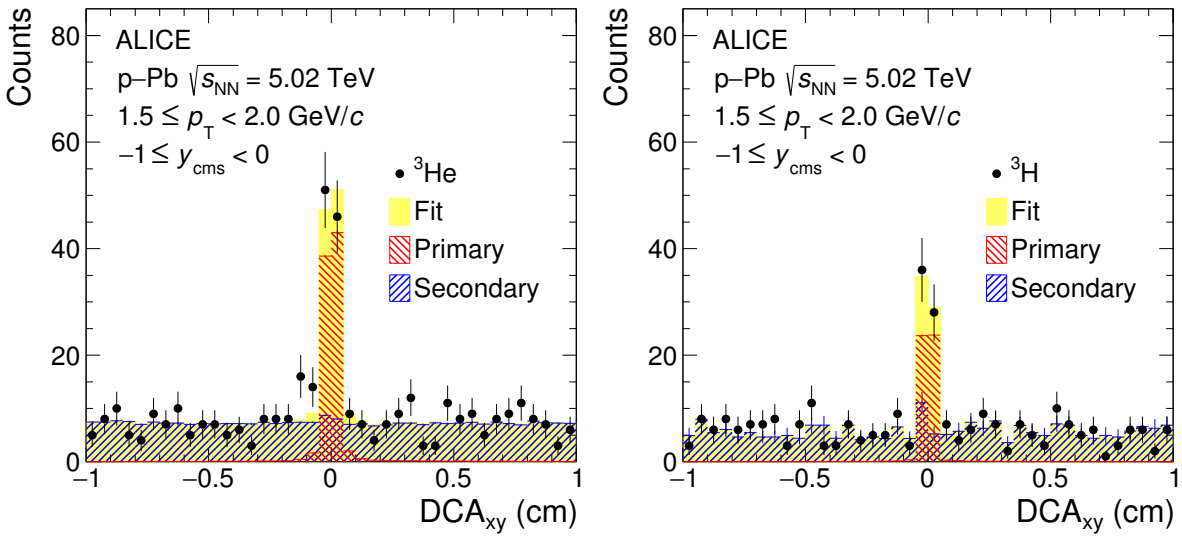 Counts
80
60
40
20
0
ALICE
p–Pb √sNN = 5.02 TeV
1.5 ≤ pT < 2.0 GeV/c
−1 ≤ ycms < 0
3He
Fit
Primary
Secondary
−1 −0.5 0 0.5 1
DCAxy (cm)
Counts
80
60
40
20
0
ALICE
p–Pb √sNN = 5.02 TeV
1.5 ≤ pT < 2.0 GeV/c
−1 ≤ ycms < 0
3H
Fit
Primary
Secondary
−1 −0.5 0 0.5 1
DCAxy (cm)